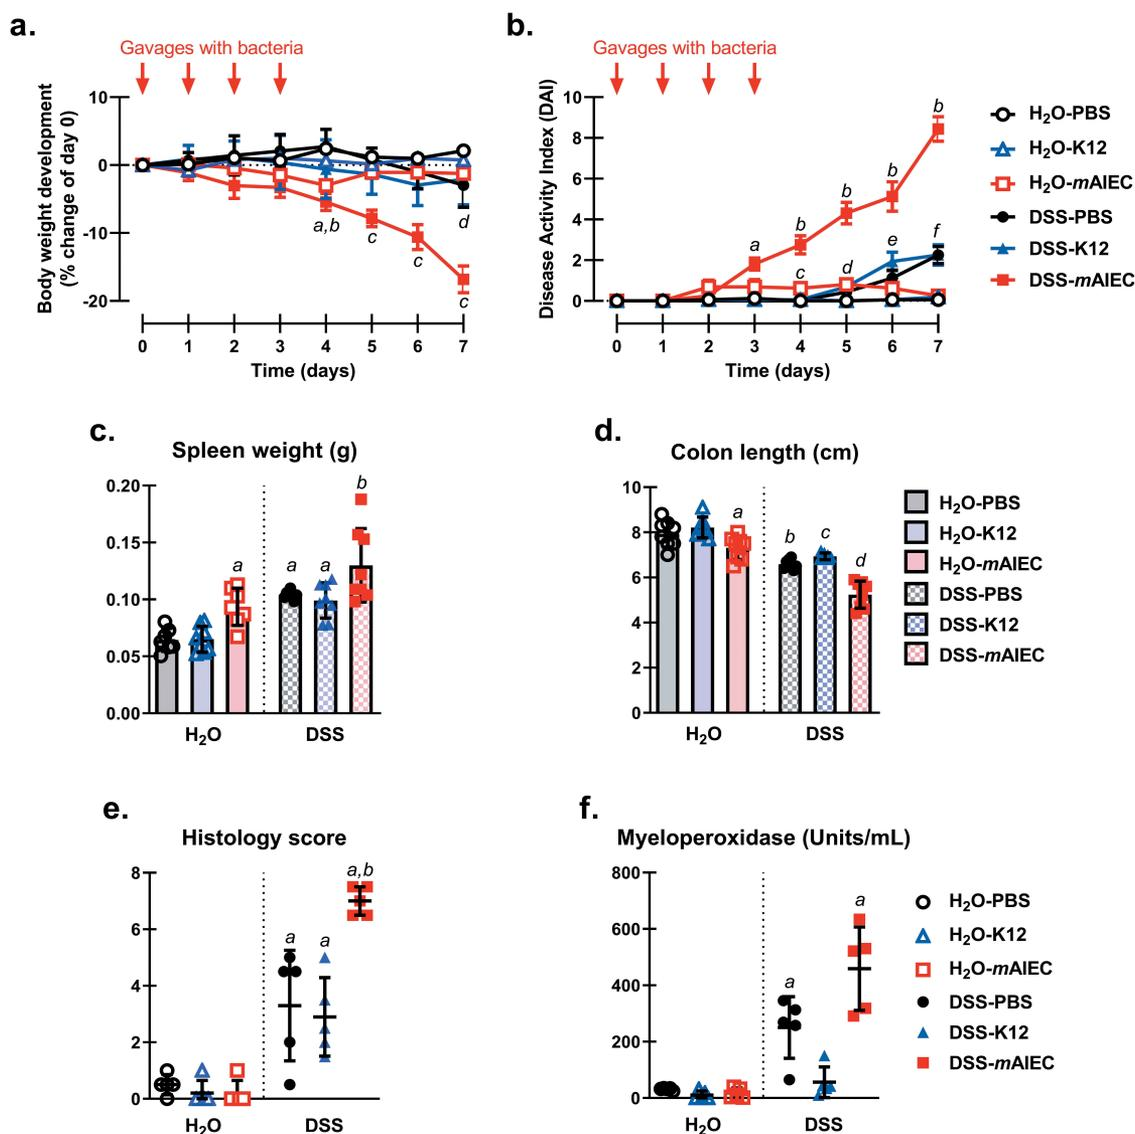 a.
Gavages with bacteria
Body weight development
(% change of day 0)
10
0
-10
-20
a,b
c
c
d
c
0 1 2 3 4 5 6 7
Time (days)
b.
Gavages with bacteria
Disease Activity Index (DAI)
10
8
6
4
2
0
a
b
b
b
b
c
d
e
f
0 1 2 3 4 5 6 7
Time (days)
H₂O-PBS
H₂O-K12
H₂O-mAIEC
DSS-PBS
DSS-K12
DSS-mAIEC
c.
Spleen weight (g)
0.20
0.15
0.10
0.05
0.00
a
a
a
b
H₂O DSS
d.
Colon length (cm)
10
8
6
4
2
0
a
b
c
d
H₂O DSS
H₂O-PBS
H₂O-K12
H₂O-mAIEC
DSS-PBS
DSS-K12
DSS-mAIEC
e.
Histology score
8
6
4
2
0
a
a
a,b
H₂O DSS
f.
Myeloperoxidase (Units/mL)
800
600
400
200
0
a
a
H₂O DSS
H₂O-PBS
H₂O-K12
H₂O-mAIEC
DSS-PBS
DSS-K12
DSS-mAIEC